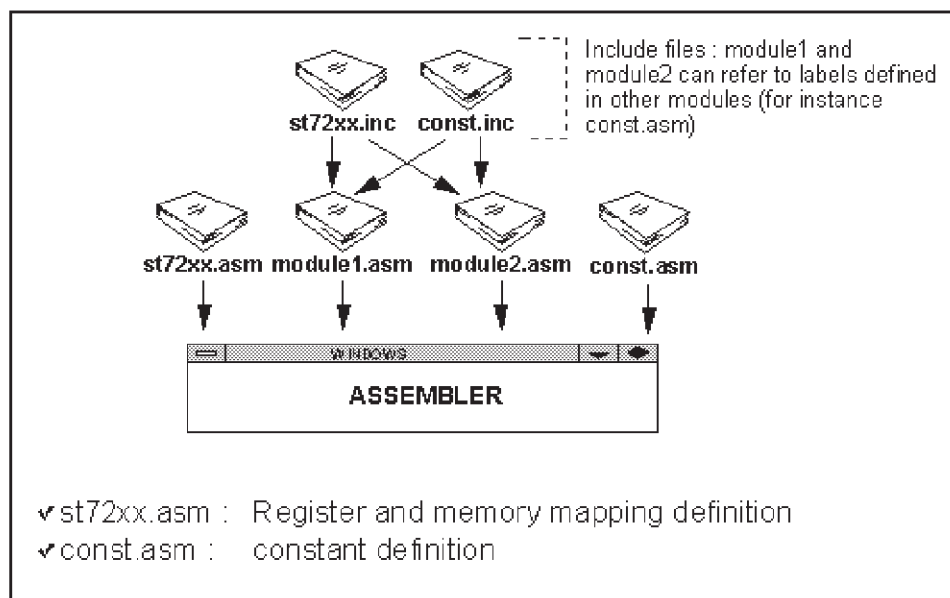 Include files : module1 and
module2 can refer to labels defined
in other modules (for instance
const.asm)
st72xx.inc const.inc
st72xx.asm module1.asm module2.asm const.asm
WINDOWS
ASSEMBLER
st72xx.asm : Register and memory mapping definition
const.asm : constant definition